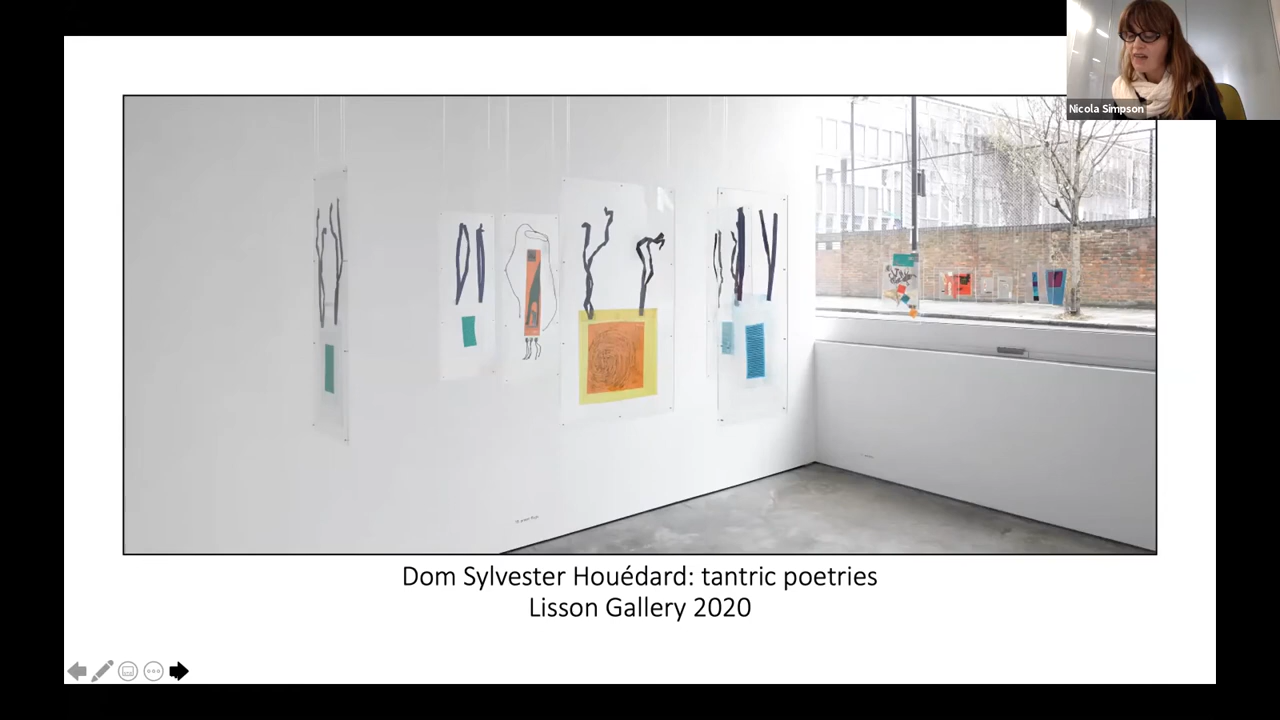 Nicola Simpson
Dom Sylvester Houédard: tantric poetries
Lisson Gallery 2020